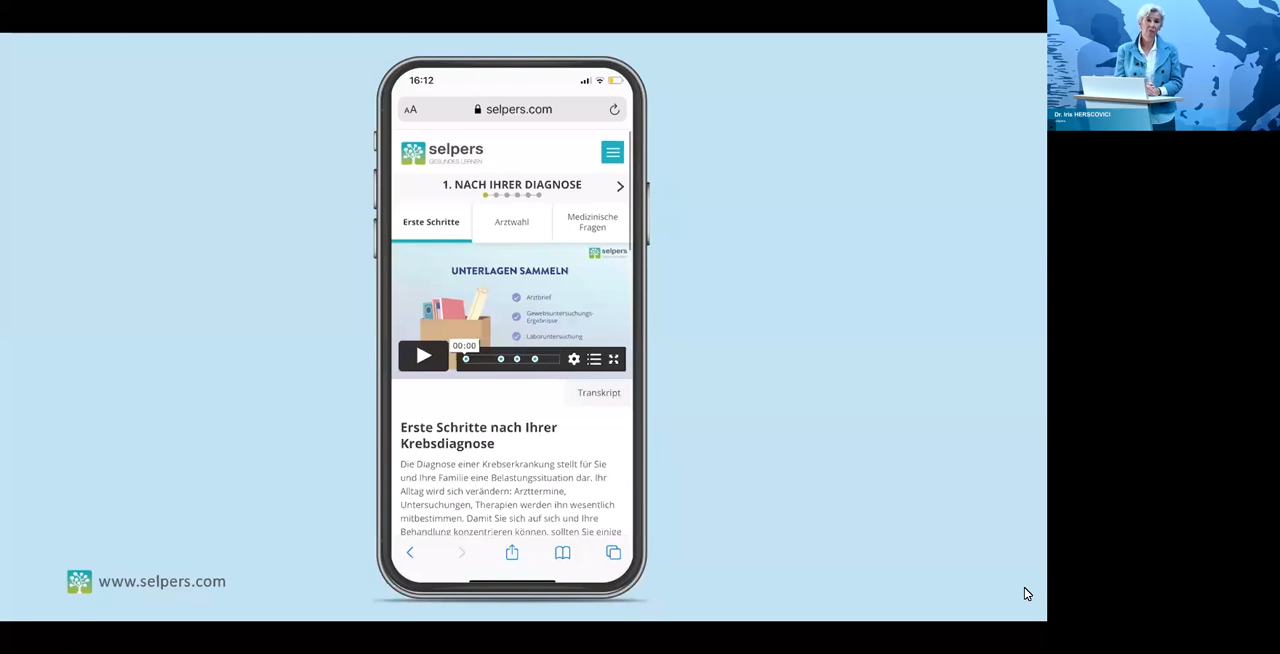 16:12
AA
selpers.com
selpers
GESUNDES LERNEN
1. NACH IHRER DIAGNOSE
Erste Schritte
Arztwahl
Medizinische
Fragen
selpers
UNTERLAGEN SAMMELN
Arztbrief
Gewebsuntersuchungs-
Ergebnisse
Laboruntersuchung
00:00
Transkript
Erste Schritte nach Ihrer
Krebsdiagnose
Die Diagnose einer Krebserkrankung stellt für Sie
und Ihre Familie eine Belastungssituation dar. Ihr
Alltag wird sich verändern: Arzttermine,
Untersuchungen, Therapien werden ihn wesentlich
mitbestimmen. Damit Sie sich auf sich und Ihre
Behandlung konzentrieren können, sollten Sie einige
www.selpers.com
Dr. Iris HERSCOVICI